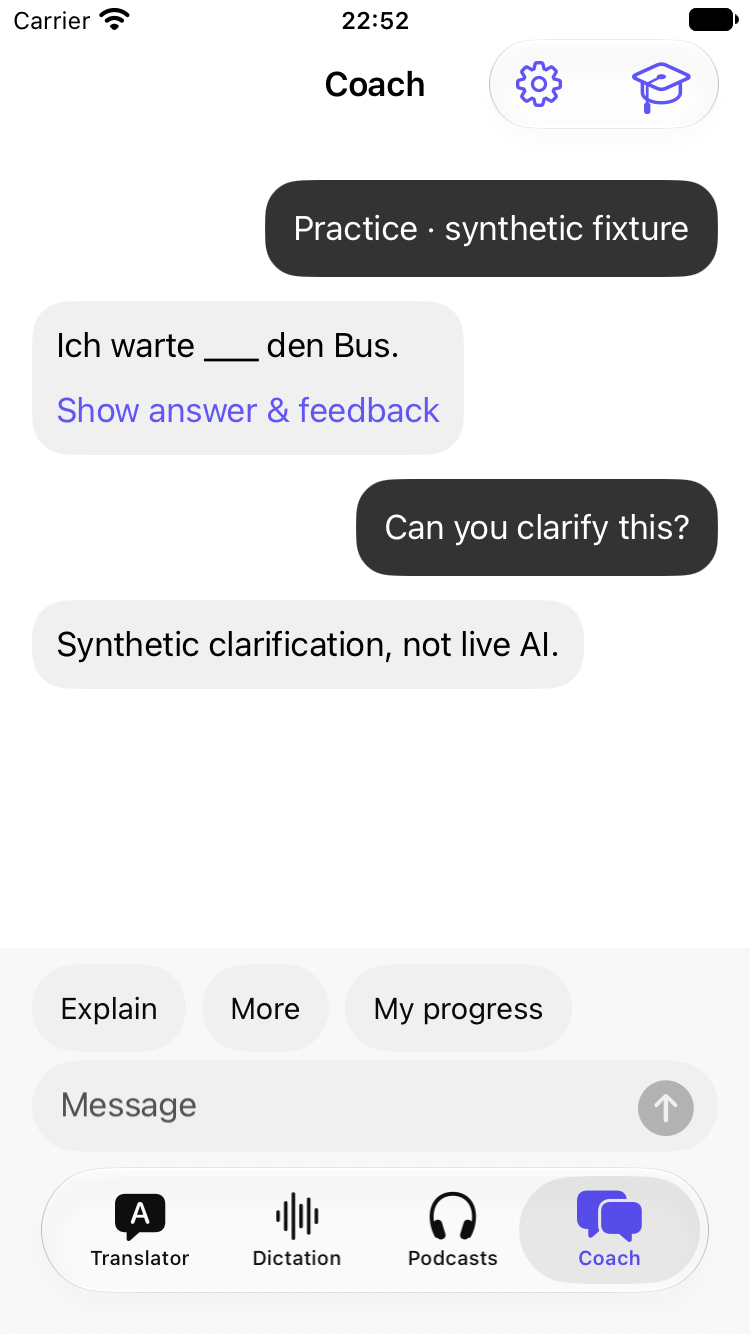 Carrier 22:52
Coach
Practice · synthetic fixture
Ich warte ___ den Bus.
Show answer & feedback
Can you clarify this?
Synthetic clarification, not live AI.
Explain More My progress
Message
A
Translator Dictation Podcasts Coach